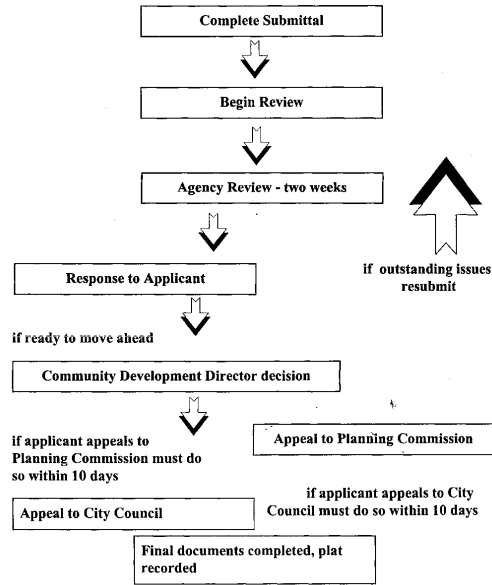 Complete Submittal
Begin Review
Agency Review - two weeks
if outstanding issues
resubmit
Response to Applicant
if ready to move ahead
Community Development Director decision
if applicant appeals to
Planning Commission must do
so within 10 days
Appeal to Planning Commission
if applicant appeals to City
Council must do so within 10 days
Appeal to City Council
Final documents completed, plat
recorded